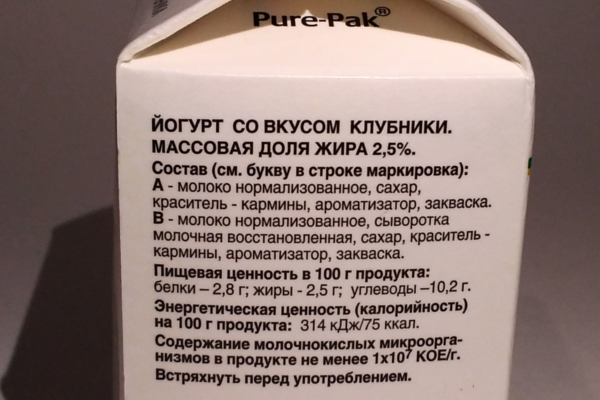 Pure-Pak®
ЙОГУРТ СО ВКУСОМ КЛУБНИКИ.
МАССОВАЯ ДОЛЯ ЖИРА 2,5%.
Состав (см. букву в строке маркировка):
А - молоко нормализованное, сахар,
краситель - кармины, ароматизатор, закваска.
В - молоко нормализованное, сыворотка
молочная восстановленная, сахар, краситель -
кармины, ароматизатор, закваска.
Пищевая ценность в 100 г продукта:
белки – 2,8 г; жиры - 2,5 г; углеводы –10,2 г.
Энергетическая ценность (калорийность)
на 100 г продукта: 314 кДж/75 ккал.
Содержание молочнокислых микроорга-
низмов в продукте не менее 1x10⁷ КОЕ/г.
Встряхнуть перед употреблением.